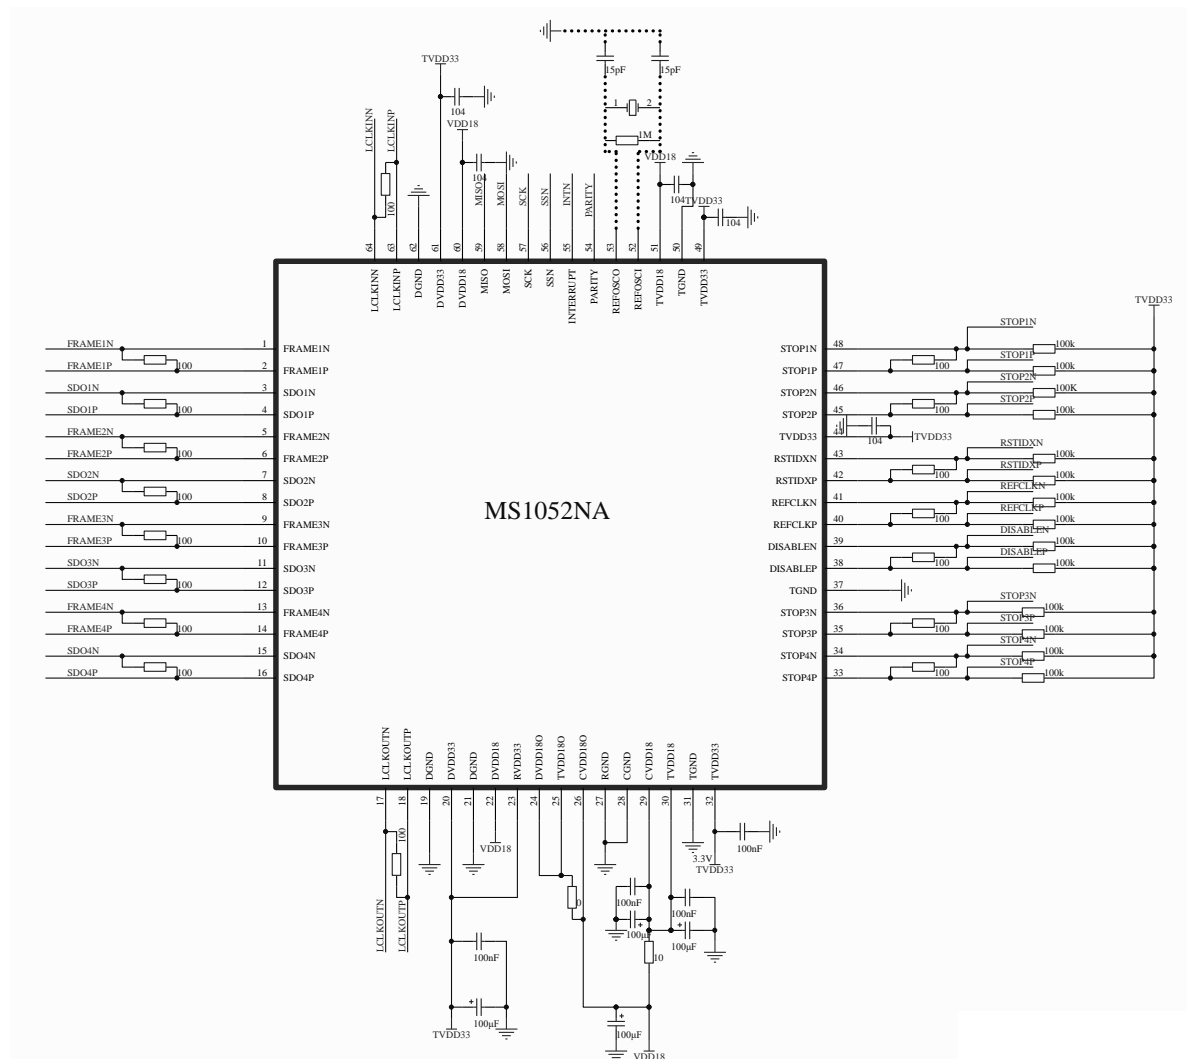 15pF
15pF
TVDD33
1 2
104
1M
VDD18
VDD18
104
104
TVDD33
104
LCLKINN
LCLKINP
100
MISO
MOSI
SCK
SSN
INTN
PARITY
64 63 62 61 60 59 58 57 56 55 54 53 52 51 50 49
LCLKINN
LCLKINP
DGND
DVDD33
DVDD18
MISO
MOSI
SCK
SSN
INTERRUPT
PARITY
REFOSCO
REFOSCI
TVDD18
TGND
TVDD33
MS1052NA
FRAME1N 1 FRAME1N
100
FRAME1P 2 FRAME1P
SDO1N 3 SDO1N
100
SDO1P 4 SDO1P
FRAME2N 5 FRAME2N
100
FRAME2P 6 FRAME2P
SDO2N 7 SDO2N
100
SDO2P 8 SDO2P
FRAME3N 9 FRAME3N
100
FRAME3P 10 FRAME3P
SDO3N 11 SDO3N
100
SDO3P 12 SDO3P
FRAME4N 13 FRAME4N
100
FRAME4P 14 FRAME4P
SDO4N 15 SDO4N
100
SDO4P 16 SDO4P
TVDD33
STOP1N
STOP1N 48 100k
100 STOP1P
STOP1P 47 100k
STOP2N
STOP2N 46 100K
100 STOP2P
STOP2P 45 100k
104
TVDD33 44 TVDD33
RSTIDXN
RSTIDXN 43 100k
100 RSTIDXP
RSTIDXP 42 100k
REFCLKN
REFCLKN 41 100k
100 REFCLKP
REFCLKP 40 100k
DISABLEN
DISABLEN 39 100k
100 DISABLEP
DISABLEP 38 100k
TGND 37
STOP3N
STOP3N 36 100k
100 STOP3P
STOP3P 35 100k
STOP4N
STOP4N 34 100k
100 STOP4P
STOP4P 33 100k
LCLKOUTN
LCLKOUTP
DGND
DVDD33
DGND
DVDD18
RVDD33
DVDD18O
TVDD18O
CVDD18O
RGND
CGND
CVDD18
TVDD18
TGND
TVDD33
17 18 19 20 21 22 23 24 25 26 27 28 29 30 31 32
100
LCLKOUTN
LCLKOUTP
VDD18
100nF
3.3V
TVDD33
0
100nF
100nF
100μF
100μF
10
100nF
100μF
TVDD33
100μF
VDD18